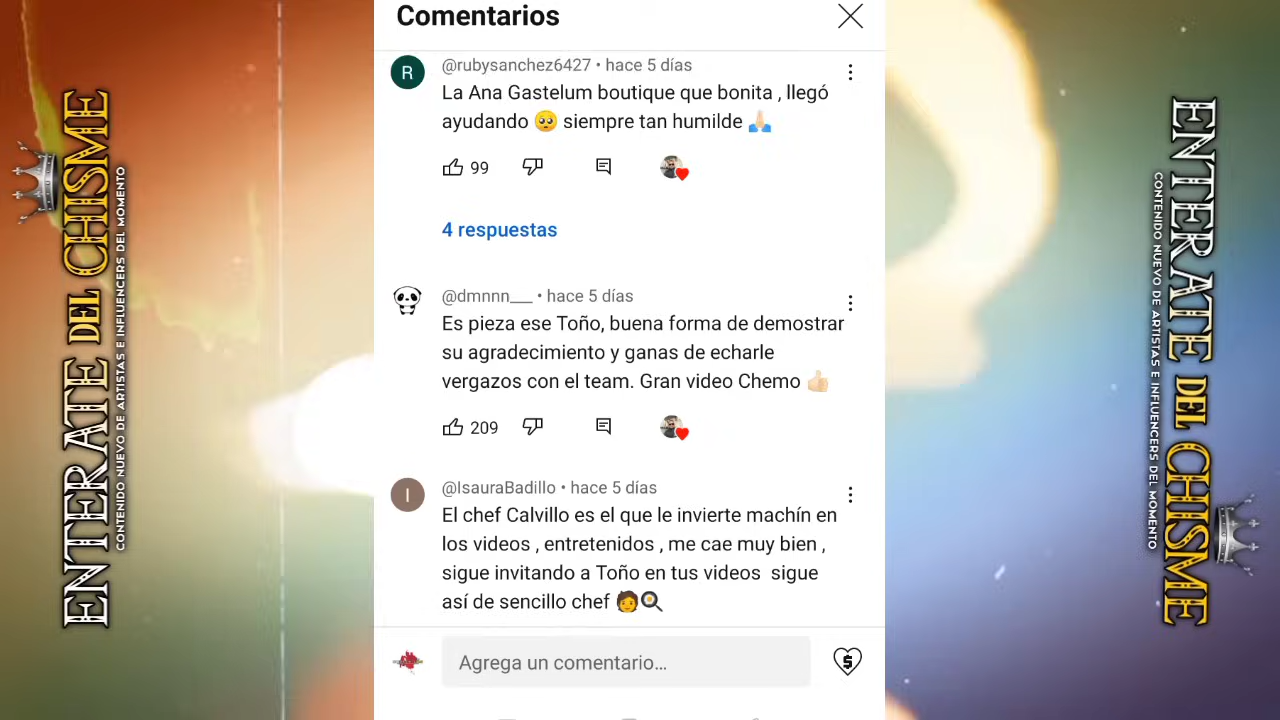 ENTERATE DEL CHISME
CONTENIDO NUEVO DE ARTISTAS E INFLUENCERS DEL MOMENTO
Comentarios
R
@rubysanchez6427 • hace 5 días
La Ana Gastelum boutique que bonita , llegó
ayudando 🥺 siempre tan humilde 🙏🏻
99
4 respuestas
@dmnnn___ • hace 5 días
Es pieza ese Toño, buena forma de demostrar
su agradecimiento y ganas de echarle
vergazos con el team. Gran video Chemo 👍🏻
209
I
@IsauraBadillo • hace 5 días
El chef Calvillo es el que le invierte machín en
los videos , entretenidos , me cae muy bien ,
sigue invitando a Toño en tus videos  sigue
asi de sencillo chef 🧑🍳
Agrega un comentario...
ENTERATE DEL CHISME
CONTENIDO NUEVO DE ARTISTAS E INFLUENCERS DEL MOMENTO